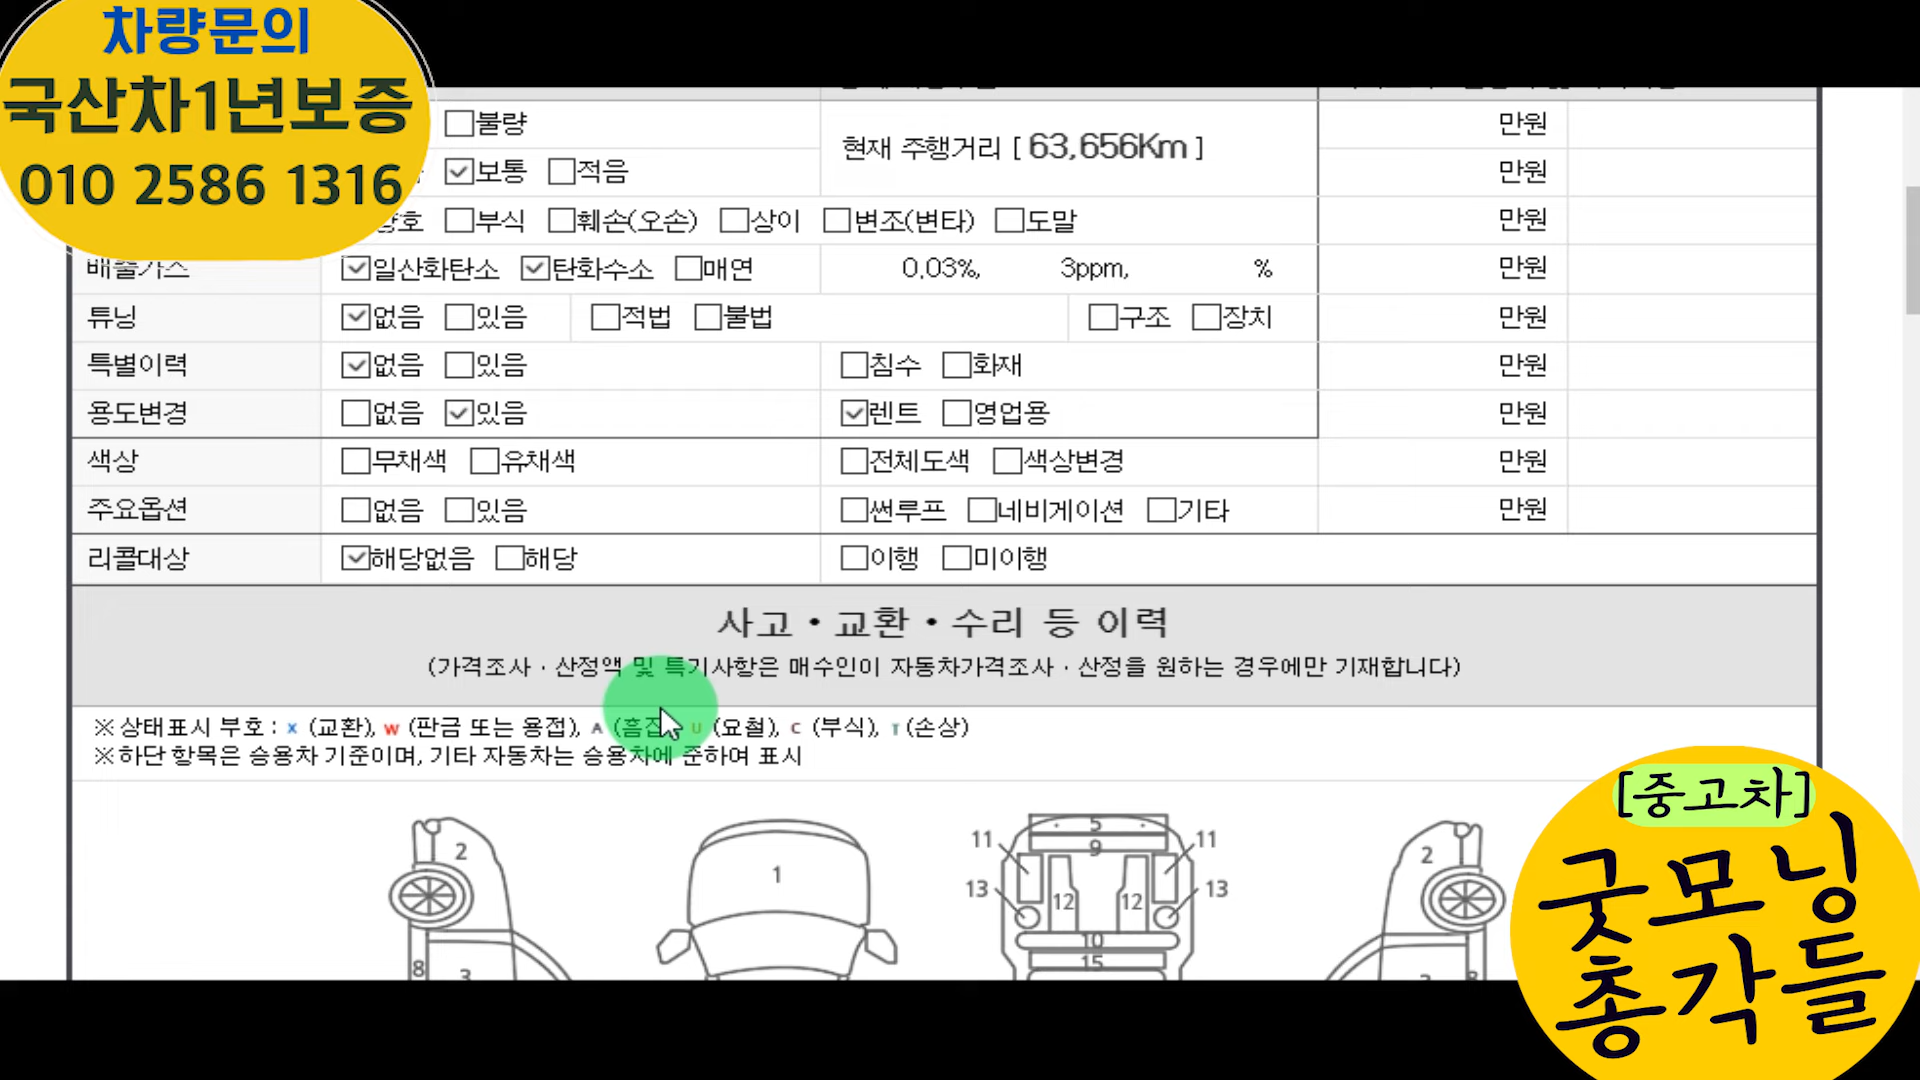 차량문의
국산차1년보증
010 2586 1316
불량
현재 주행거리 [ 63,656Km ]
만원
보통 적음
만원
양호 부식 훼손(오손) 상이 변조(변타) 도말
만원
배출가스 일산화탄소 탄화수소 매연 0.03%, 3ppm, %
만원
튜닝 없음 있음 적법 불법 구조 장치
만원
특별이력 없음 있음 침수 화재
만원
용도변경 없음 있음 렌트 영업용
만원
색상 무채색 유채색 전체도색 색상변경
만원
주요옵션 없음 있음 썬루프 네비게이션 기타
만원
리콜대상 해당없음 해당 이행 미이행
사고 • 교환 • 수리 등 이력
(가격조사 · 산정액 및 특기사항은 매수인이 자동차가격조사 · 산정을 원하는 경우에만 기재합니다)
※ 상태표시 부호 : X (교환), W (판금 또는 용접), A (흠집), U (요철), C (부식), T (손상)
※ 하단 항목은 승용차 기준이며, 기타 자동차는 승용차에 준하여 표시
2 1 5 9 11 11 13 13 12 12 10 15 2
8 3
[중고차]
굿모닝
총각들